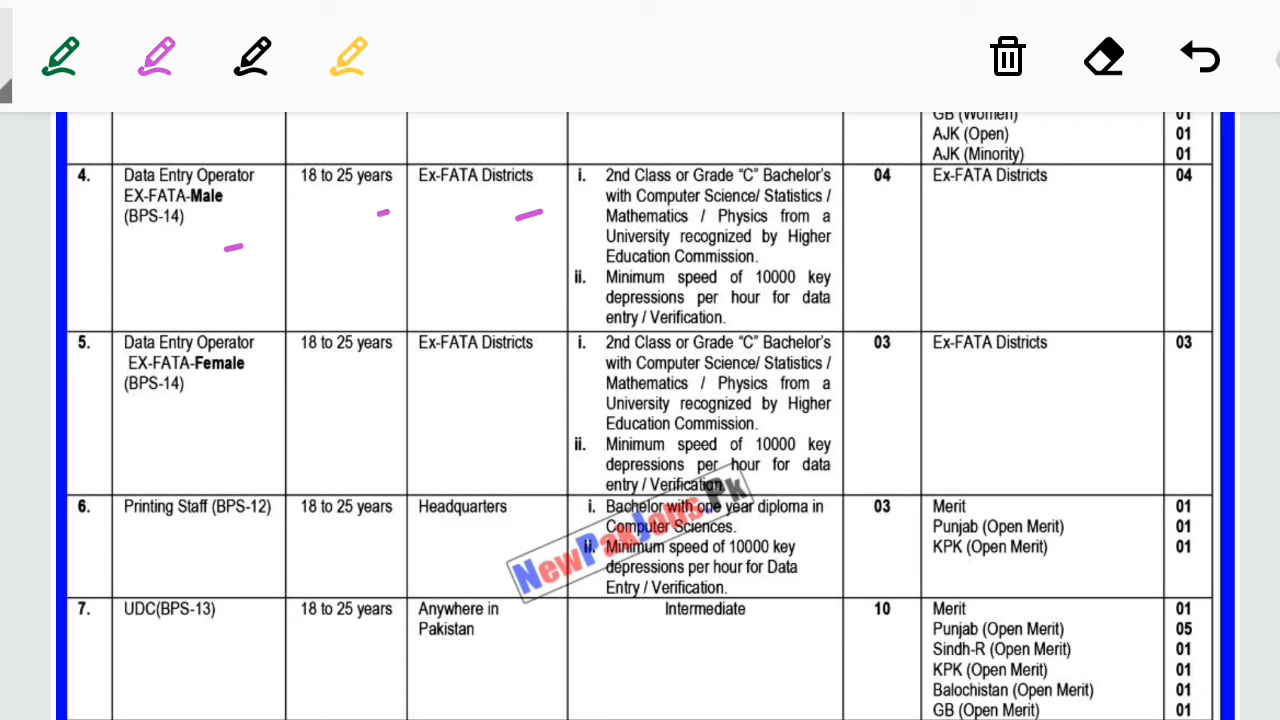 GB (Women) 01
AJK (Open) 01
AJK (Minority) 01
4. Data Entry Operator 18 to 25 years Ex-FATA Districts i. 2nd Class or Grade “C” Bachelor’s 04 Ex-FATA Districts 04
EX-FATA-Male with Computer Science/ Statistics /
(BPS-14) Mathematics / Physics from a
University recognized by Higher
Education Commission.
ii. Minimum speed of 10000 key
depressions per hour for data
entry / Verification.
5. Data Entry Operator 18 to 25 years Ex-FATA Districts i. 2nd Class or Grade “C” Bachelor’s 03 Ex-FATA Districts 03
EX-FATA-Female with Computer Science/ Statistics /
(BPS-14) Mathematics / Physics from a
University recognized by Higher
Education Commission.
ii. Minimum speed of 10000 key
depressions per hour for data
entry / Verification.
6. Printing Staff (BPS-12) 18 to 25 years Headquarters i. Bachelor with one year diploma in 03 Merit 01
Computer Sciences. Punjab (Open Merit) 01
ii. Minimum speed of 10000 key KPK (Open Merit) 01
depressions per hour for Data
Entry / Verification.
NewPakJobs.Pk
7. UDC(BPS-13) 18 to 25 years Anywhere in Intermediate 10 Merit 01
Pakistan Punjab (Open Merit) 05
Sindh-R (Open Merit) 01
KPK (Open Merit) 01
Balochistan (Open Merit) 01
GB (Open Merit) 01